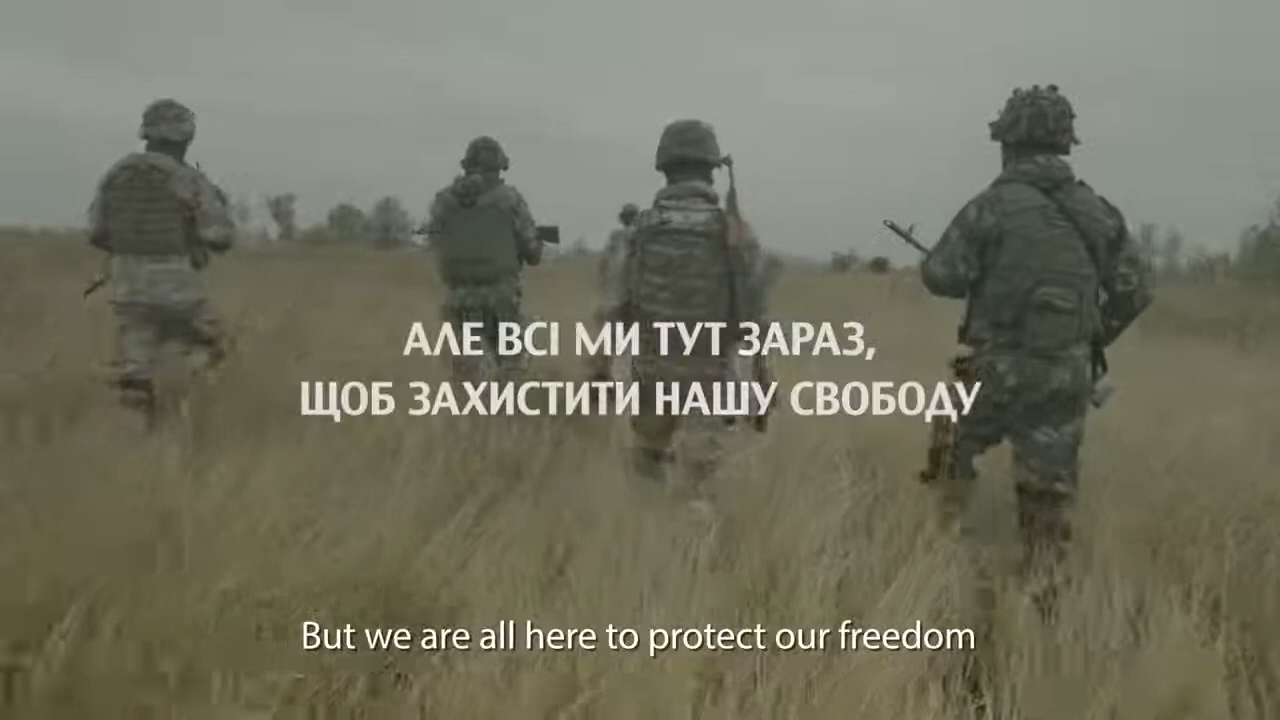 АЛЕ ВСІ МИ ТУТ ЗАРАЗ,
ЩОБ ЗАХИСТИТИ НАШУ СВОБОДУ
But we are all here to protect our freedom